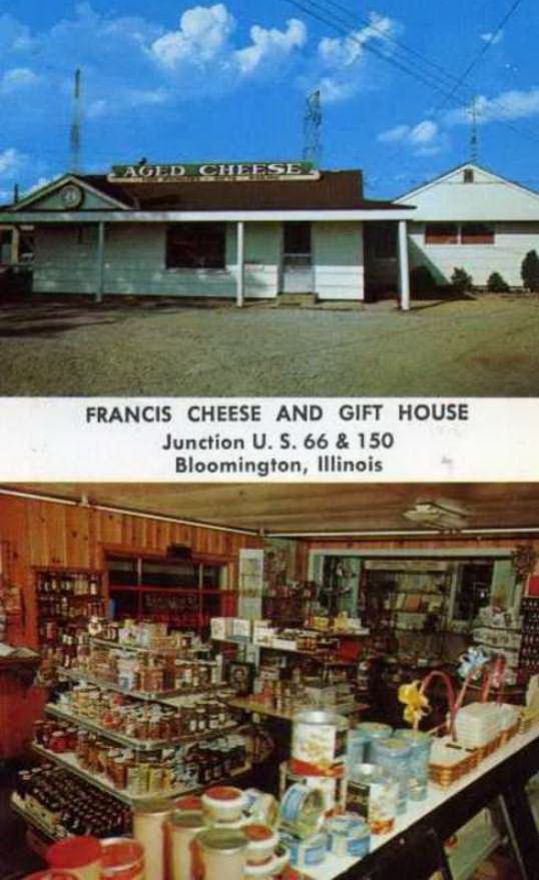 AGED CHEESE
FRANCIS CHEESE AND GIFT HOUSE
Junction U. S. 66 & 150
Bloomington, Illinois